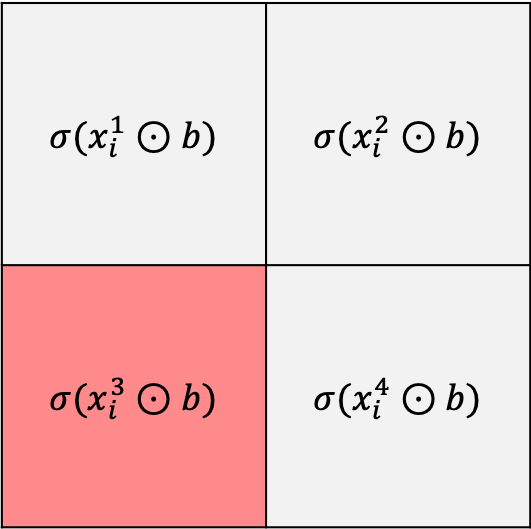 σ(x_i^1 ⊙ b)
σ(x_i^2 ⊙ b)
σ(x_i^3 ⊙ b)
σ(x_i^4 ⊙ b)